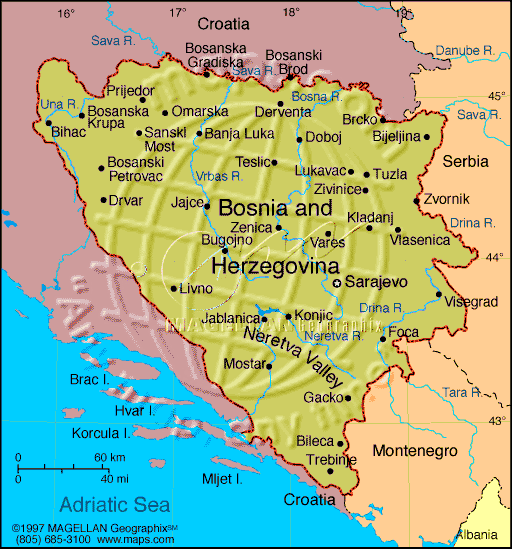 16°
17°
18°
19°
Croatia
Sava R.
Bosanska
Gradiska
Sava R.
Bosanski
Brod
Danube R.
45°
Prijedor
Una R.
Bosanska
Krupa
Omarska
Bosna R.
Derventa
Brcko
Sava R.
Bihac
Sanski
Most
Banja Luka
Doboj
Bijeljina
Serbia
Bosanski
Petrovac
Teslic
Vrbas R.
Lukavac
Tuzla
Zivinice
Drvar
Jajce
Bosnia and
Zvornik
Kladanj
Drina R.
Zenica
Vares
Vlasenica
Bugojno
44°
Herzegovina
Sarajevo
Livno
Visegrad
Drina R.
Jablanica
Konjic
Neretva R.
Foca
Neretva Valley
Mostar
Brac I.
Tara R.
Gacko
Hvar I.
43°
Korcula I.
Bileca
Montenegro
0
60 km
0
40 mi
Trebinje
Mljet I.
Croatia
Adriatic Sea
©1997 MAGELLAN Geographix℠
(805) 685-3100 www.maps.com
Albania